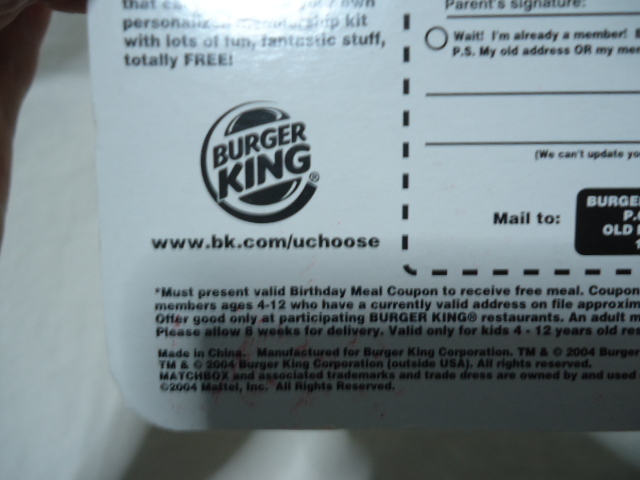 that
personalized membership kit
with lots of fun, fantastic stuff,
totally FREE!
BURGER
KING®
www.bk.com/uchoose
Parent's signature:
Wait! I'm already a member!
P.S. My old address OR my
(We can't update
Mail to:
BURGE
P.
OLD
*Must present valid Birthday Meal Coupon to receive free meal. Coupon
members ages 4-12 who have a currently valid address on file
Offer good only at participating BURGER KING® restaurants. An adult
Please allow 8 weeks for delivery. Valid only for kids 4 - 12 years old
Made in China. Manufactured for Burger King Corporation. TM & © 2004 Burger
TM & © 2004 Burger King Corporation (outside USA). All rights reserved.
MATCHBOX and associated trademarks and trade dress are owned by and used
©2004 Mattel, Inc. All Rights Reserved.